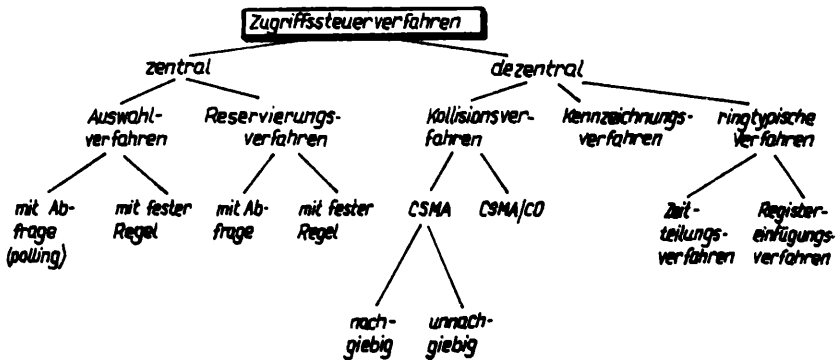 Zugriffssteuerverfahren
zentral
dezentral
Auswahl-
verfahren
Reservierungs-
verfahren
Kollisionsver-
fahren
Kennzeichnungs-
verfahren
ringtypische
verfahren
mit Ab-
frage
(polling)
mit fester
Regel
mit Ab-
frage
mit fester
Regel
CSMA
CSMA/CD
Zeit-
teilungs-
verfahren
Register-
einfügungs-
verfahren
nach-
giebig
unnach-
giebig